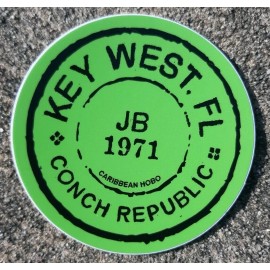 KEY WEST. FL
JB
1971
CARIBBEAN HOBO
CONCH REPUBLIC